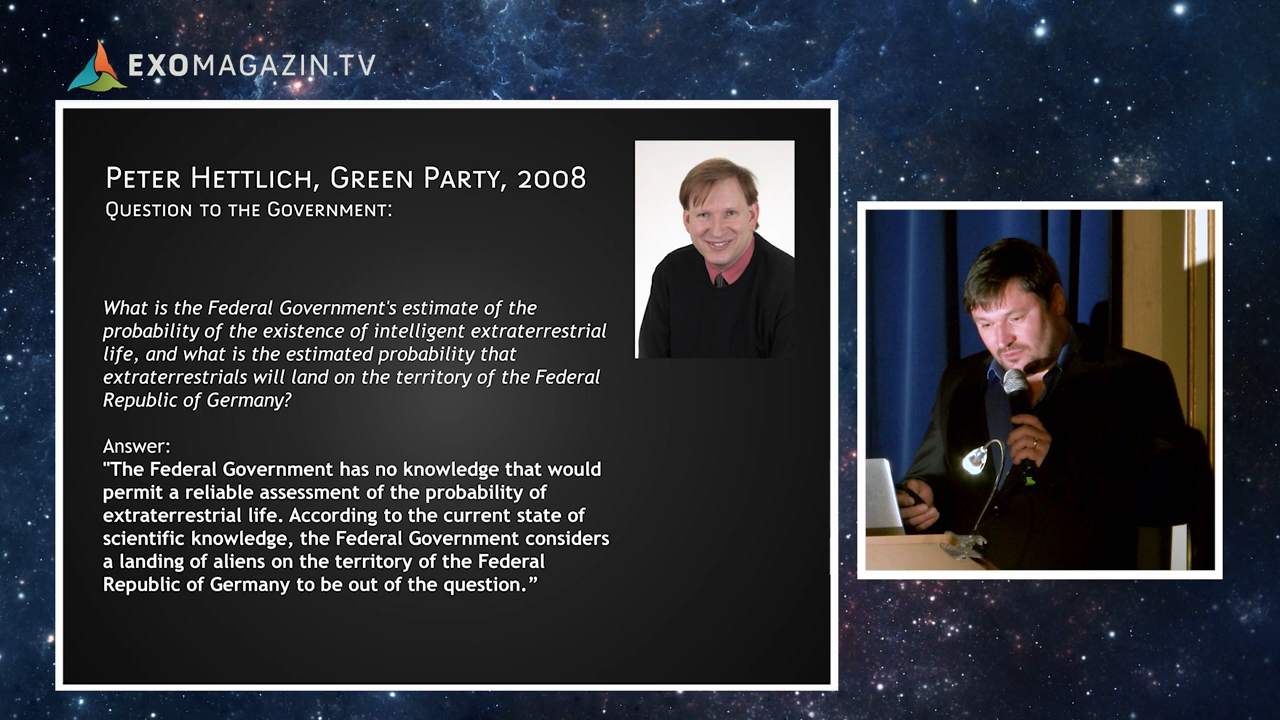 EXOMAGAZIN.TV
Peter Hettlich, Green Party, 2008
Question to the Government:
What is the Federal Government's estimate of the
probability of the existence of intelligent extraterrestrial
life, and what is the estimated probability that
extraterrestrials will land on the territory of the Federal
Republic of Germany?
Answer:
"The Federal Government has no knowledge that would
permit a reliable assessment of the probability of
extraterrestrial life. According to the current state of
scientific knowledge, the Federal Government considers
a landing of aliens on the territory of the Federal
Republic of Germany to be out of the question.”